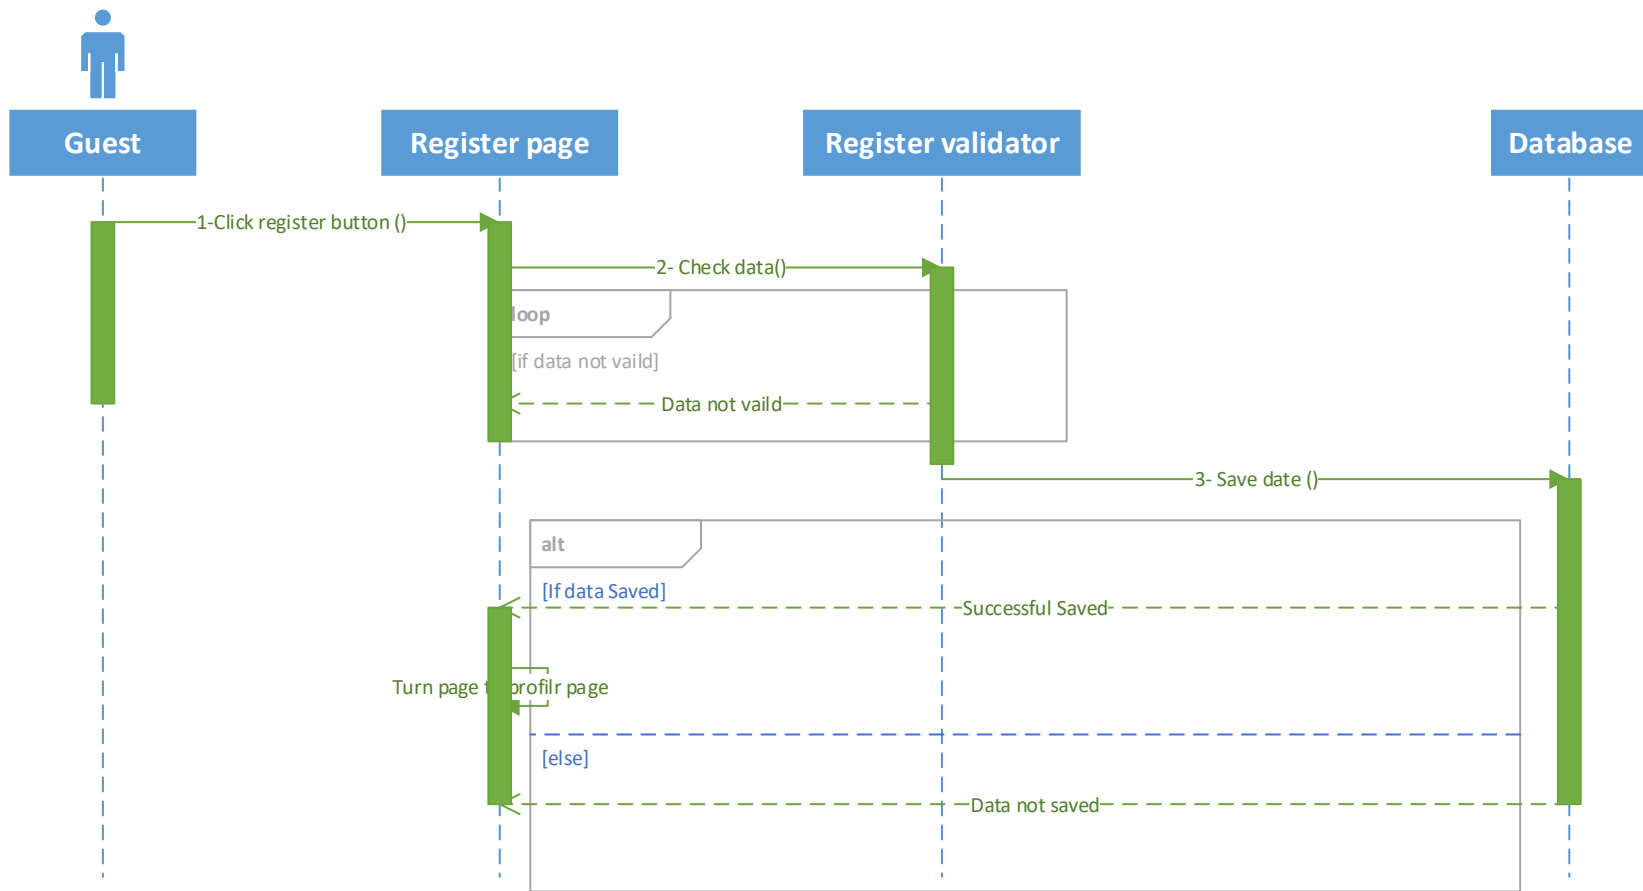 Guest
Register page
Register validator
Database
1-Click register button ()
2- Check data()
loop
[if data not vaild]
Data not vaild
3- Save date ()
alt
[If data Saved]
Successful Saved
Turn page t profilr page
[else]
Data not saved